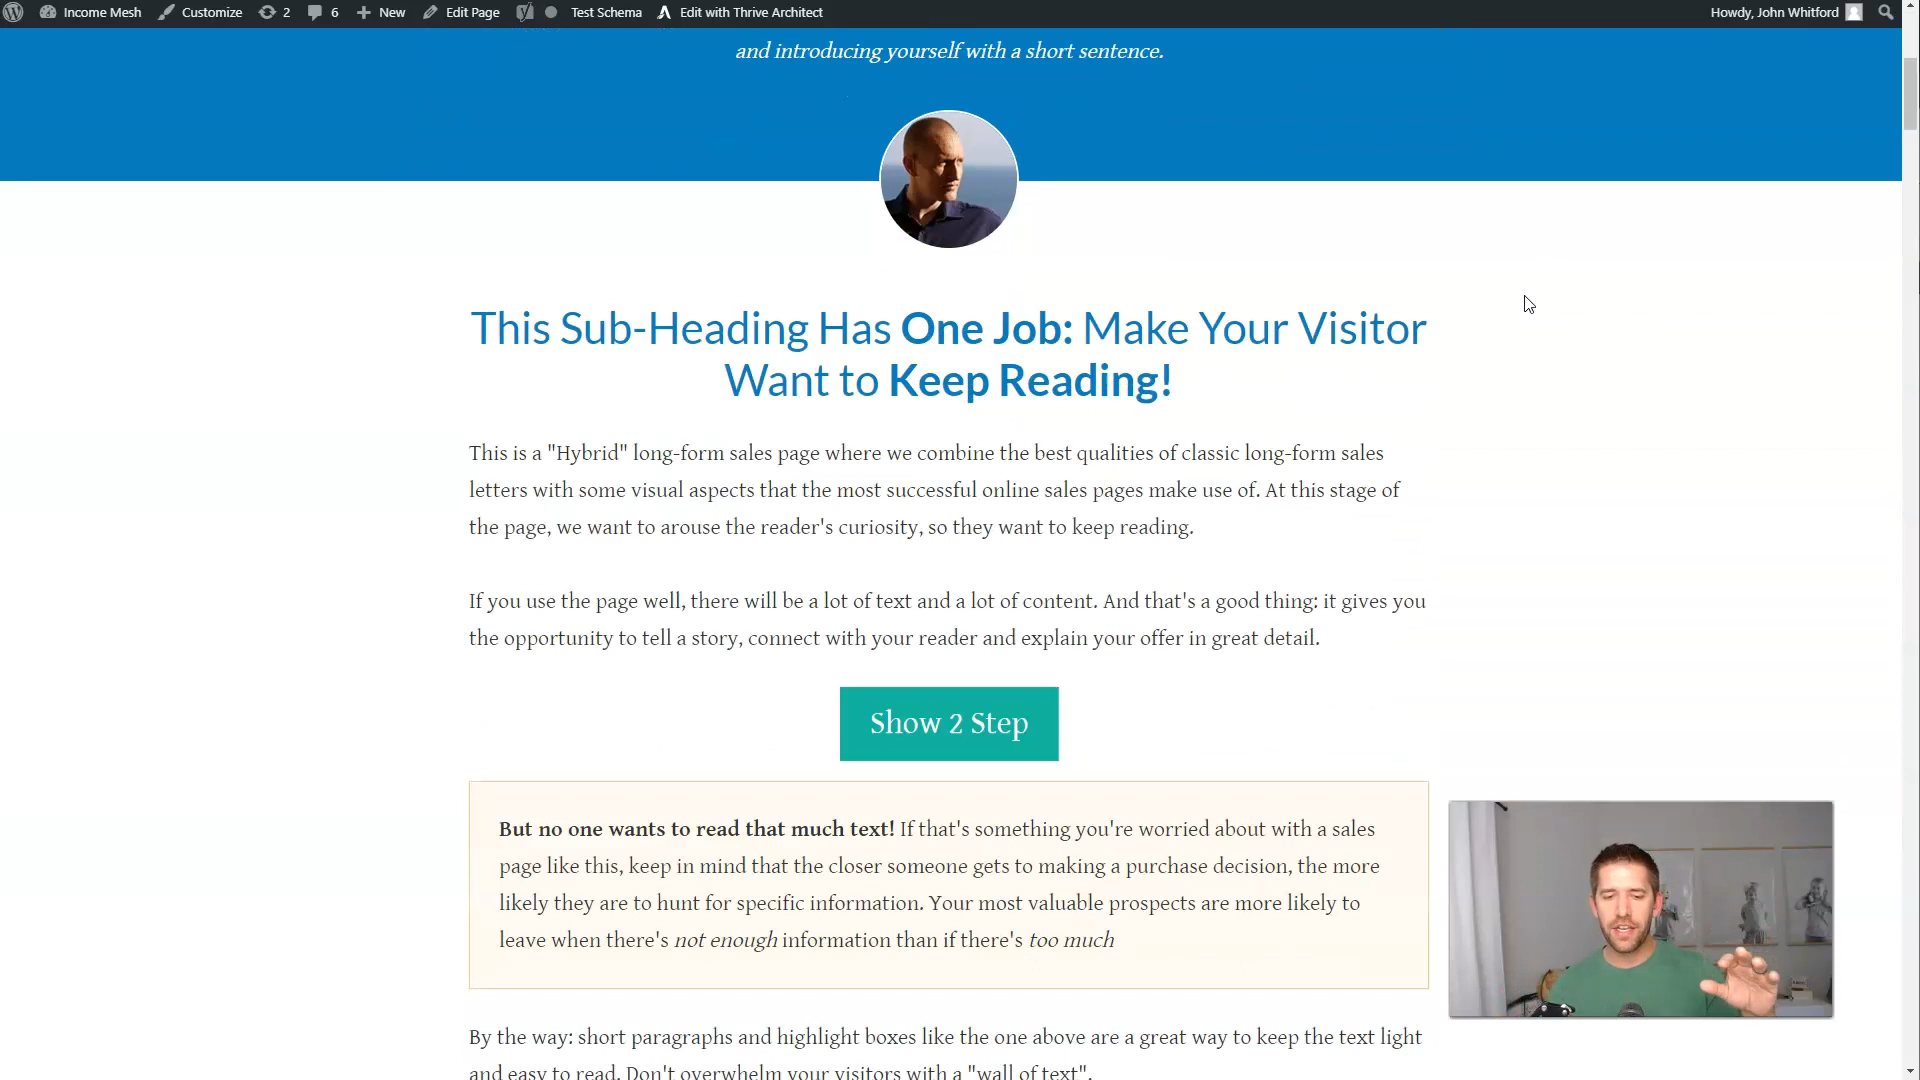 Income Mesh Customize 2 6 New Edit Page Test Schema Edit with Thrive Architect Howdy, John Whitford
and introducing yourself with a short sentence.
This Sub-Heading Has One Job: Make Your Visitor
Want to Keep Reading!
This is a "Hybrid" long-form sales page where we combine the best qualities of classic long-form sales
letters with some visual aspects that the most successful online sales pages make use of. At this stage of
the page, we want to arouse the reader's curiosity, so they want to keep reading.
If you use the page well, there will be a lot of text and a lot of content. And that's a good thing: it gives you
the opportunity to tell a story, connect with your reader and explain your offer in great detail.
Show 2 Step
But no one wants to read that much text! If that's something you're worried about with a sales
page like this, keep in mind that the closer someone gets to making a purchase decision, the more
likely they are to hunt for specific information. Your most valuable prospects are more likely to
leave when there's not enough information than if there's too much
By the way: short paragraphs and highlight boxes like the one above are a great way to keep the text light
and easy to read. Don't overwhelm your visitors with a "wall of text".